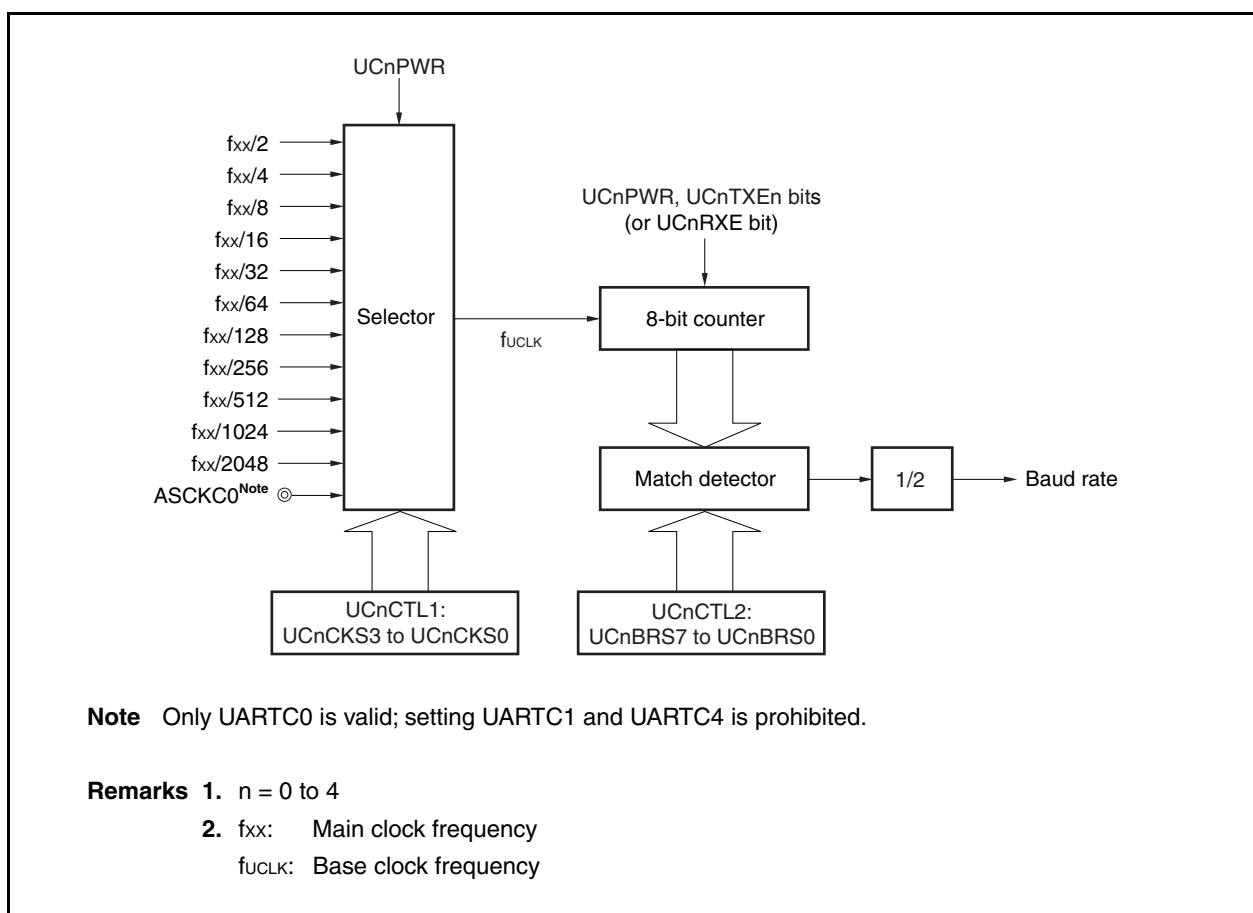 UCnPWR
fxx/2
fxx/4
fxx/8
fxx/16
fxx/32
fxx/64
fxx/128
fxx/256
fxx/512
fxx/1024
fxx/2048
ASCKC0Note
Selector
fUCLK
UCnPWR, UCnTXEn bits
(or UCnRXE bit)
8-bit counter
Match detector
1/2
Baud rate
UCnCTL1:
UCnCKS3 to UCnCKS0
UCnCTL2:
UCnBRS7 to UCnBRS0
Note Only UARTC0 is valid; setting UARTC1 and UARTC4 is prohibited.
Remarks 1. n = 0 to 4
2. fxx: Main clock frequency
fUCLK: Base clock frequency